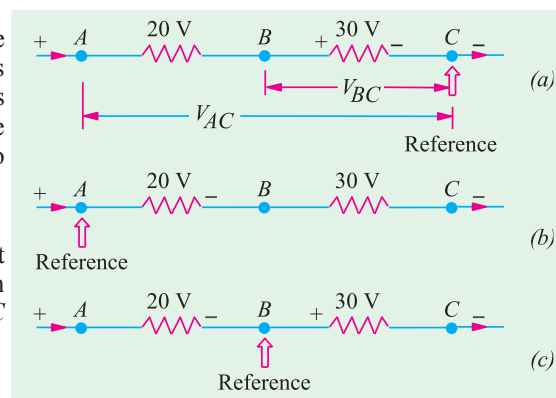 20 V 30 V
+ A B + – C –
V_BC
(a)
V_AC
Reference
20 V 30 V
+ A – B C –
(b)
Reference
20 V 30 V
+ A – B + C –
(c)
Reference